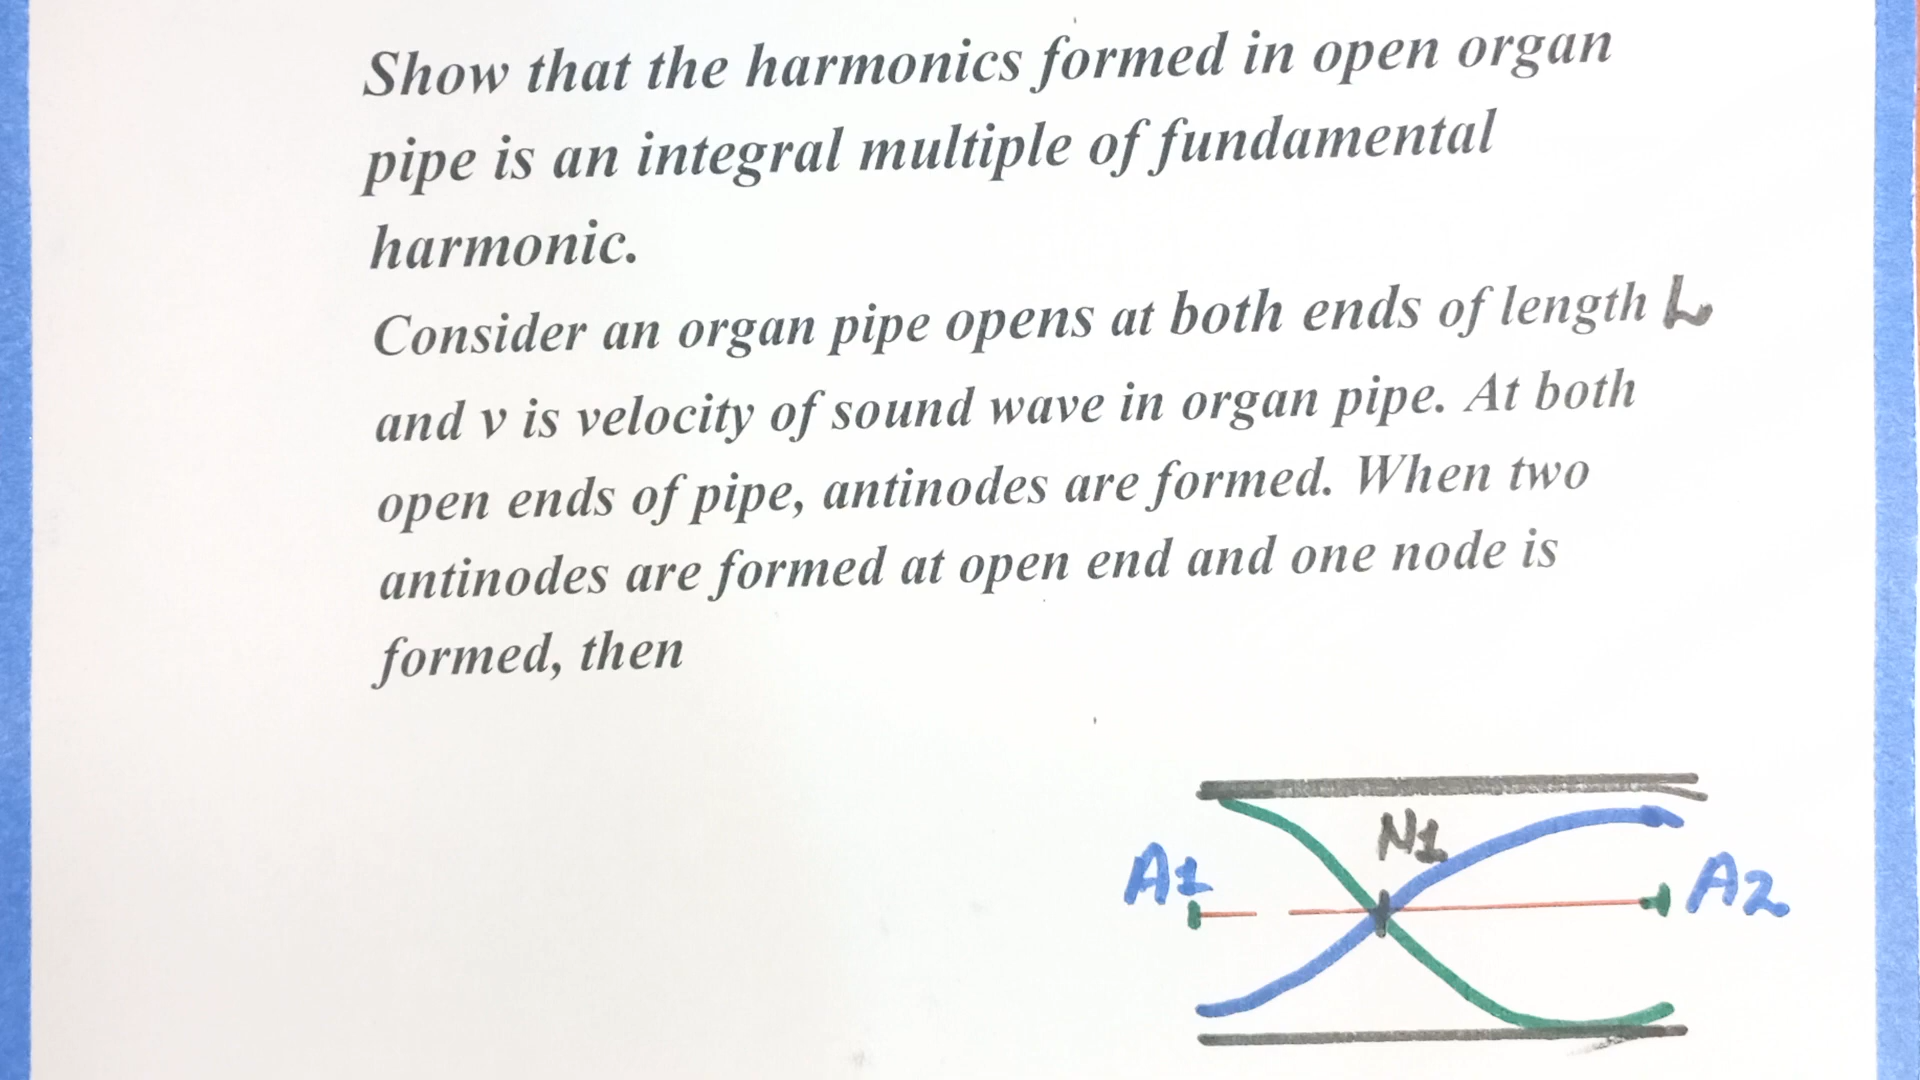 Show that the harmonics formed in open organ
pipe is an integral multiple of fundamental
harmonic.
Consider an organ pipe opens at both ends of length L
and v is velocity of sound wave in organ pipe. At both
open ends of pipe, antinodes are formed. When two
antinodes are formed at open end and one node is
formed, then
N1
A1
A2